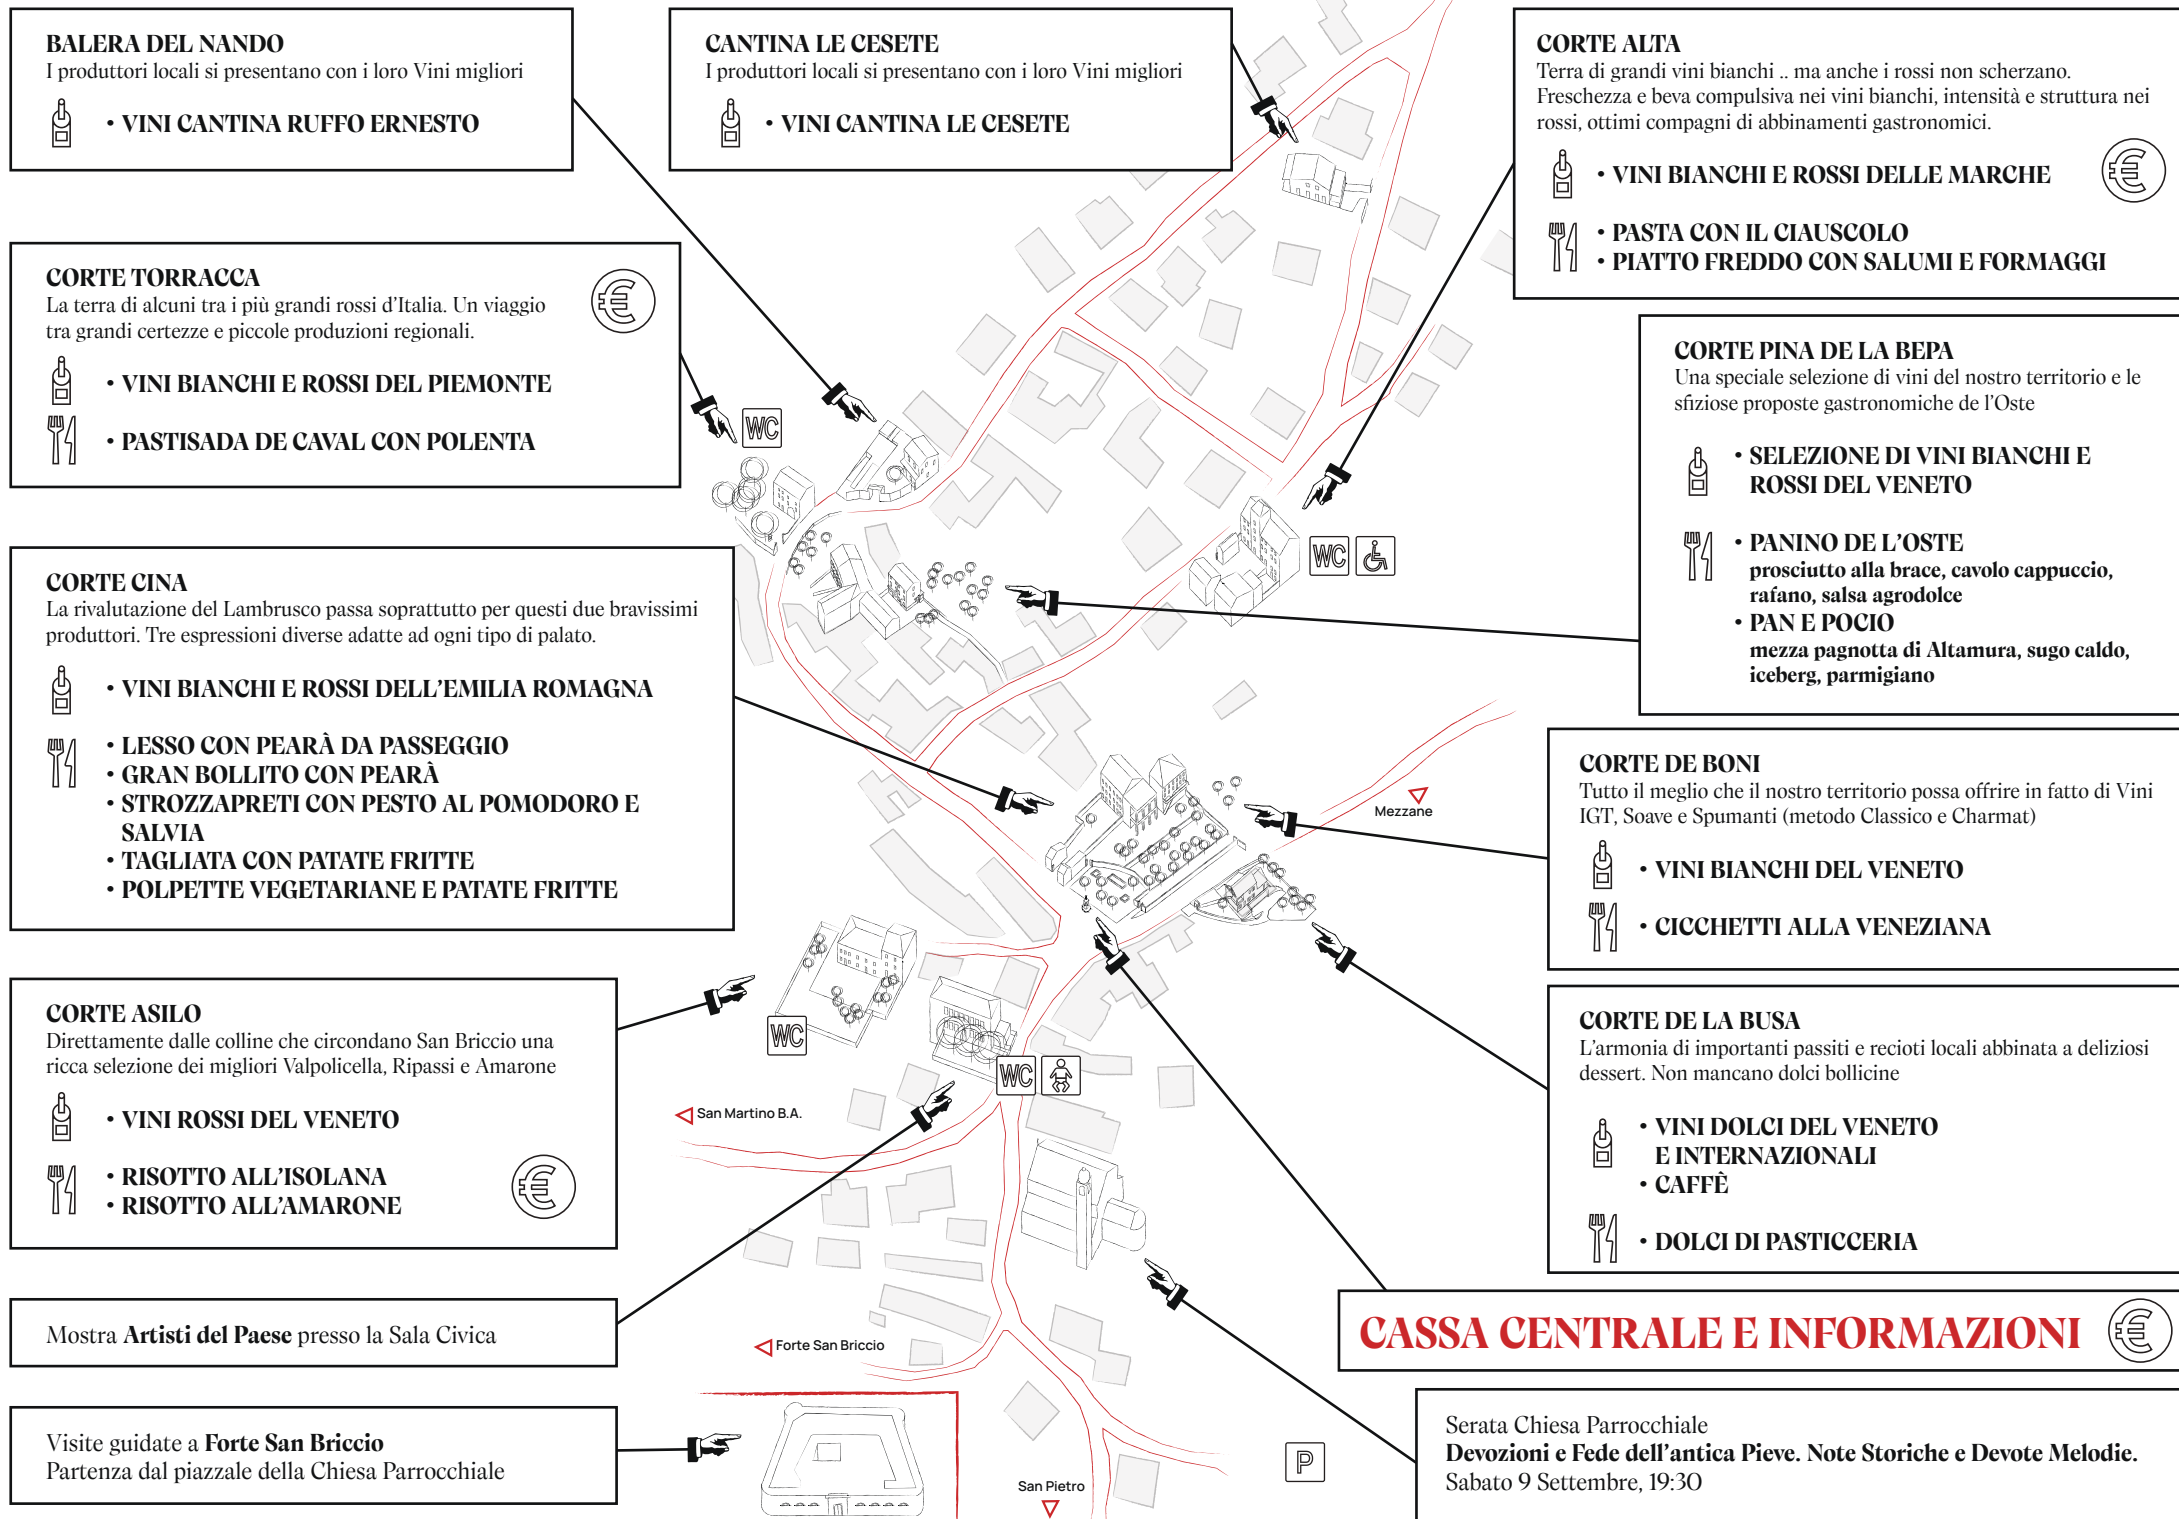 BALERA DEL NANDO
I produttori locali si presentano con i loro Vini migliori
• VINI CANTINA RUFFO ERNESTO
CANTINA LE CESETE
I produttori locali si presentano con i loro Vini migliori
• VINI CANTINA LE CESETE
CORTE ALTA
Terra di grandi vini bianchi .. ma anche i rossi non scherzano.
Freschezza e beva compulsiva nei vini bianchi, intensità e struttura nei
rossi, ottimi compagni di abbinamenti gastronomici.
• VINI BIANCHI E ROSSI DELLE MARCHE
€
• PASTA CON IL CIAUSCOLO
• PIATTO FREDDO CON SALUMI E FORMAGGI
CORTE TORRACCA
La terra di alcuni tra i più grandi rossi d'Italia. Un viaggio
tra grandi certezze e piccole produzioni regionali.
€
• VINI BIANCHI E ROSSI DEL PIEMONTE
• PASTISADA DE CAVAL CON POLENTA
WC
CORTE PINA DE LA BEPA
Una speciale selezione di vini del nostro territorio e le
sfiziose proposte gastronomiche de l'Oste
• SELEZIONE DI VINI BIANCHI E
ROSSI DEL VENETO
• PANINO DE L'OSTE
prosciutto alla brace, cavolo cappuccio,
rafano, salsa agrodolce
• PAN E POCIO
mezza pagnotta di Altamura, sugo caldo,
iceberg, parmigiano
WC
CORTE CINA
La rivalutazione del Lambrusco passa soprattutto per questi due bravissimi
produttori. Tre espressioni diverse adatte ad ogni tipo di palato.
• VINI BIANCHI E ROSSI DELL'EMILIA ROMAGNA
• LESSO CON PEARÀ DA PASSEGGIO
• GRAN BOLLITO CON PEARÀ
• STROZZAPRETI CON PESTO AL POMODORO E
SALVIA
• TAGLIATA CON PATATE FRITTE
• POLPETTE VEGETARIANE E PATATE FRITTE
Mezzane
CORTE DE BONI
Tutto il meglio che il nostro territorio possa offrire in fatto di Vini
IGT, Soave e Spumanti (metodo Classico e Charmat)
• VINI BIANCHI DEL VENETO
• CICCHETTI ALLA VENEZIANA
CORTE ASILO
Direttamente dalle colline che circondano San Briccio una
ricca selezione dei migliori Valpolicella, Ripassi e Amarone
• VINI ROSSI DEL VENETO
• RISOTTO ALL'ISOLANA
• RISOTTO ALL'AMARONE
€
WC
WC
San Martino B.A.
CORTE DE LA BUSA
L'armonia di importanti passiti e recioti locali abbinata a deliziosi
dessert. Non mancano dolci bollicine
• VINI DOLCI DEL VENETO
E INTERNAZIONALI
• CAFFÈ
• DOLCI DI PASTICCERIA
Mostra Artisti del Paese presso la Sala Civica
Forte San Briccio
CASSA CENTRALE E INFORMAZIONI
€
Visite guidate a Forte San Briccio
Partenza dal piazzale della Chiesa Parrocchiale
San Pietro
P
Serata Chiesa Parrocchiale
Devozioni e Fede dell'antica Pieve. Note Storiche e Devote Melodie.
Sabato 9 Settembre, 19:30